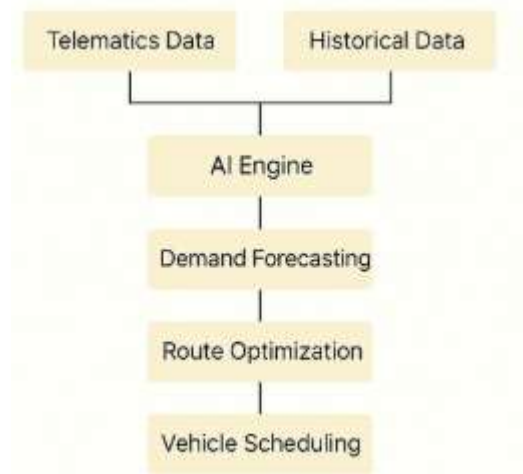 Telematics Data
Historical Data
AI Engine
Demand Forecasting
Route Optimization
Vehicle Scheduling